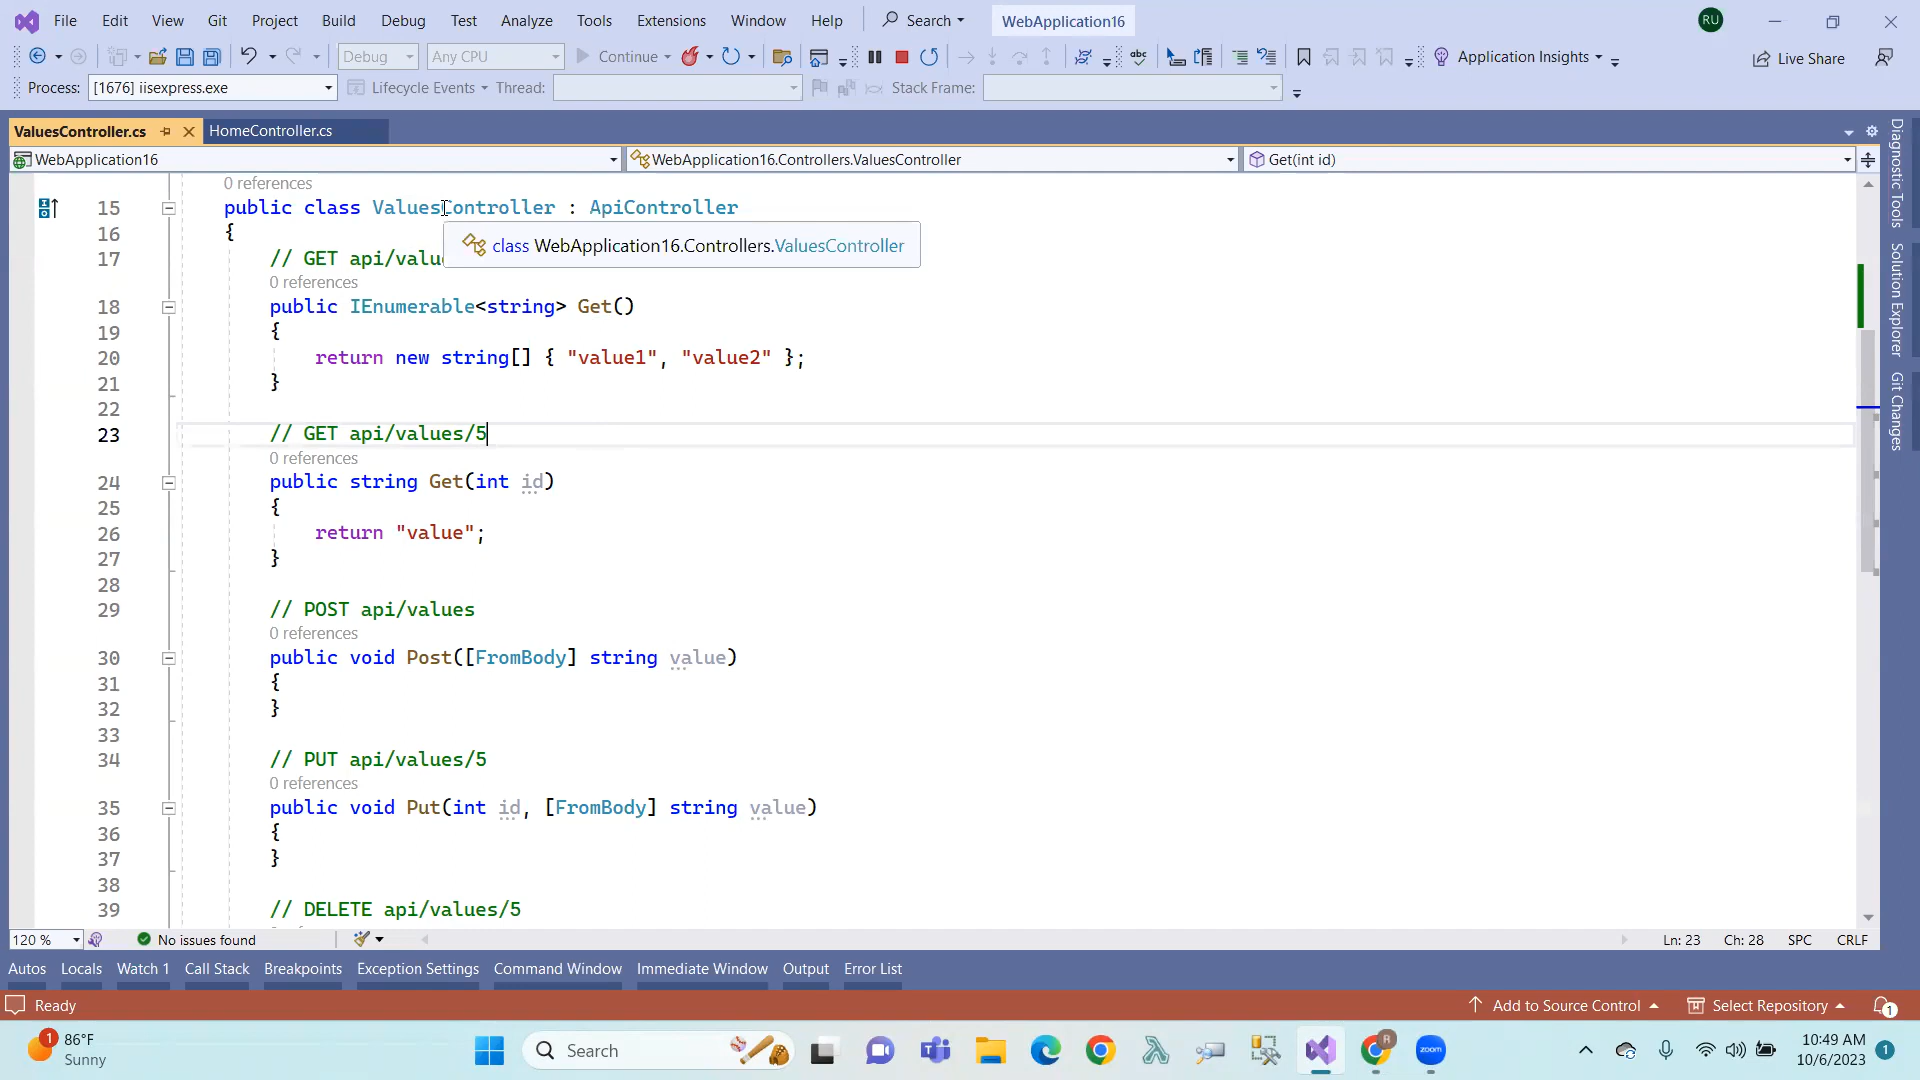 File Edit View Git Project Build Debug Test Analyze Tools Extensions Window Help Search WebApplication16 RU
Debug Any CPU Continue Application Insights Live Share
Process: [1676] iisexpress.exe Lifecycle Events Thread: Stack Frame:
ValuesController.cs HomeController.cs
WebApplication16 WebApplication16.Controllers.ValuesController Get(int id)
0 references
15 public class ValuesController : ApiController
16 {
class WebApplication16.Controllers.ValuesController
17 // GET api/valu
0 references
18 public IEnumerable<string> Get()
19 {
20 return new string[] { "value1", "value2" };
21 }
22
23 // GET api/values/5
0 references
24 public string Get(int id)
25 {
26 return "value";
27 }
28
29 // POST api/values
0 references
30 public void Post([FromBody] string value)
31 {
32 }
33
34 // PUT api/values/5
0 references
35 public void Put(int id, [FromBody] string value)
36 {
37 }
38
39 // DELETE api/values/5
Diagnostic Tools
Solution Explorer
Git Changes
120 % No issues found Ln: 23 Ch: 28 SPC CRLF
Autos Locals Watch 1 Call Stack Breakpoints Exception Settings Command Window Immediate Window Output Error List
Ready Add to Source Control Select Repository 1
1 86°F
Sunny
Search
R
zoom
10:49 AM
10/6/2023
1